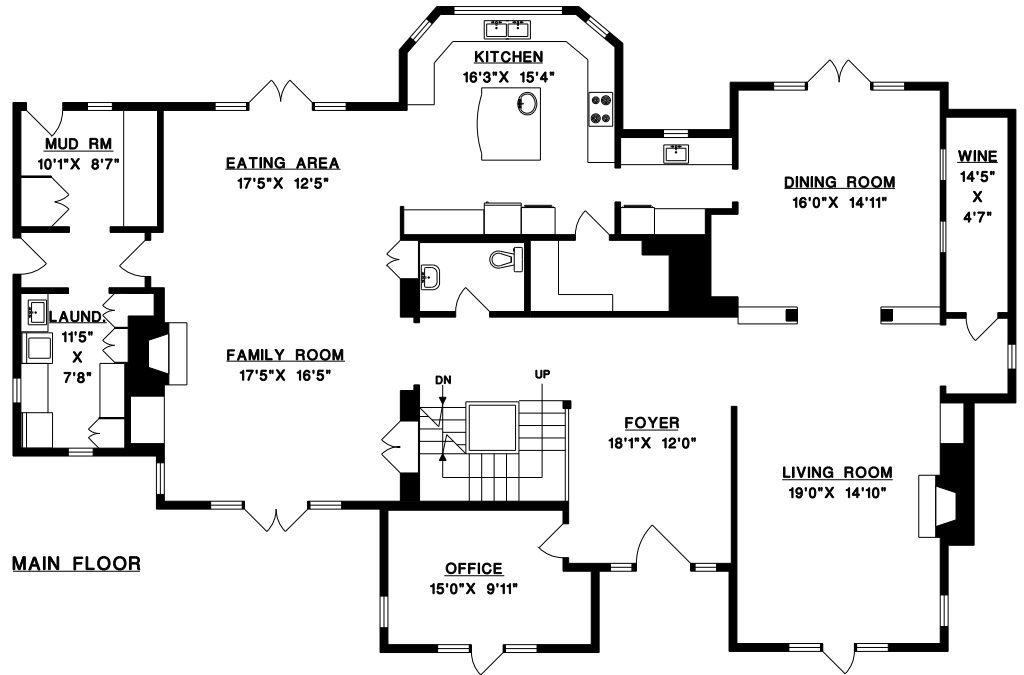 KITCHEN
16'3"X 15'4"
MUD RM
10'1"X 8'7"
EATING AREA
17'5"X 12'5"
DINING ROOM
16'0"X 14'11"
WINE
14'5"
X
4'7"
LAUND.
11'5"
X
7'8"
FAMILY ROOM
17'5"X 16'5"
DN
UP
FOYER
18'1"X 12'0"
LIVING ROOM
19'0"X 14'10"
OFFICE
15'0"X 9'11"
MAIN FLOOR